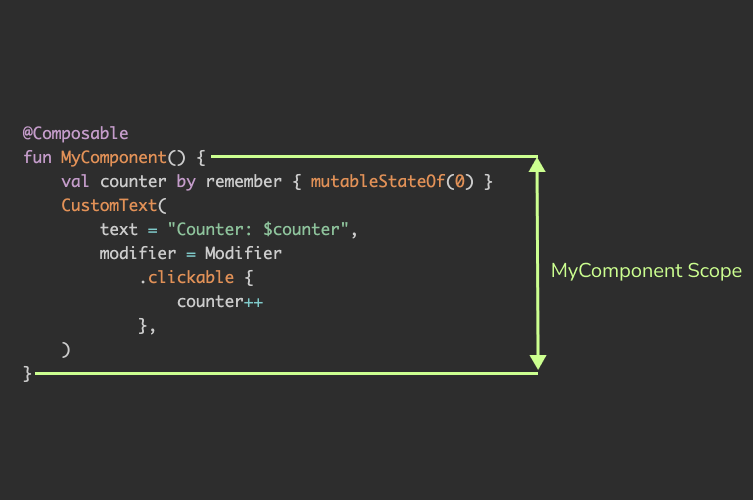 @Composable
fun MyComponent() {
    val counter by remember { mutableStateOf(0) }
    CustomText(
        text = "Counter: $counter",
        modifier = Modifier
            .clickable {
                counter++
            },
    )
}
MyComponent Scope